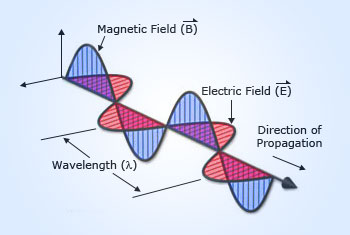 Magnetic Field (B⃗)
Electric Field (E⃗)
Direction of
Propagation
Wavelength (λ)